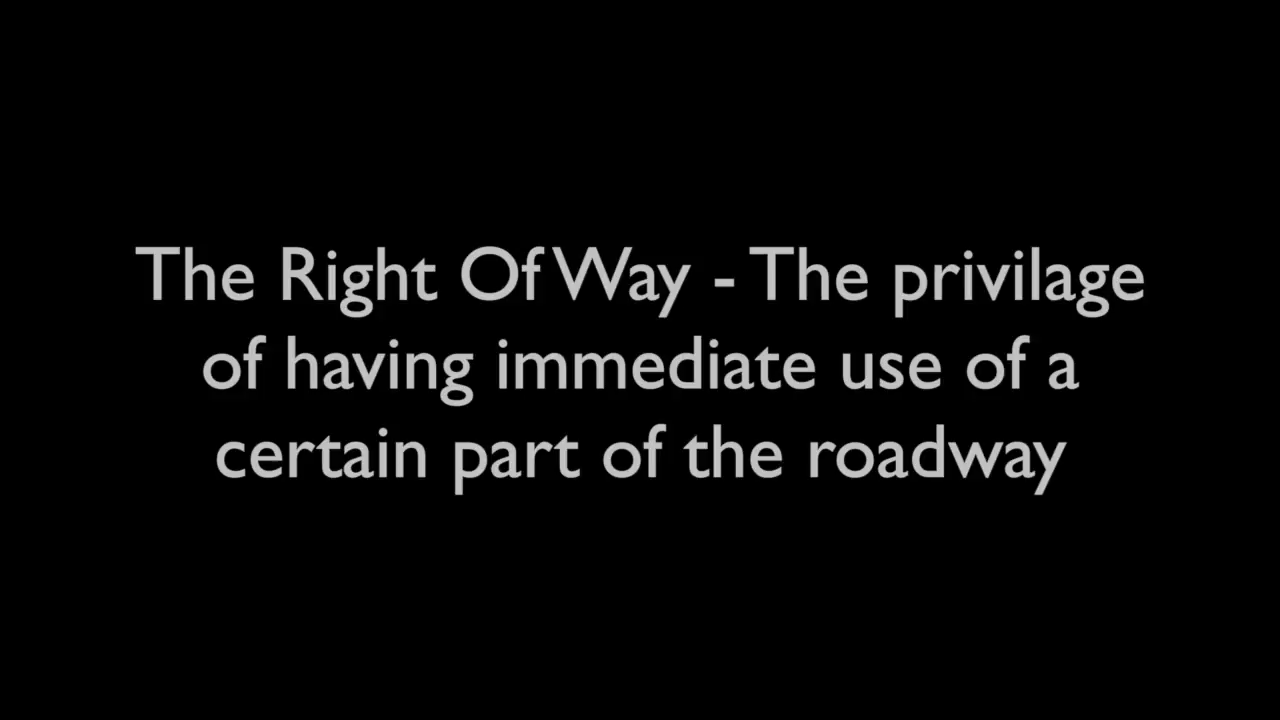 The Right Of Way - The privilage
of having immediate use of a
certain part of the roadway